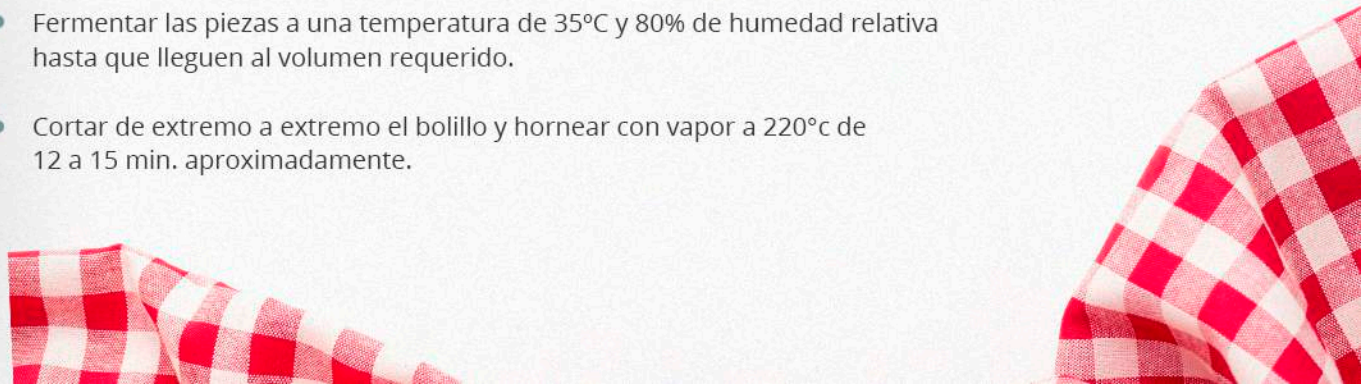 Fermentar las piezas a una temperatura de 35ºC y 80% de humedad relativa
hasta que lleguen al volumen requerido.
Cortar de extremo a extremo el bolillo y hornear con vapor a 220°c de
12 a 15 min. aproximadamente.